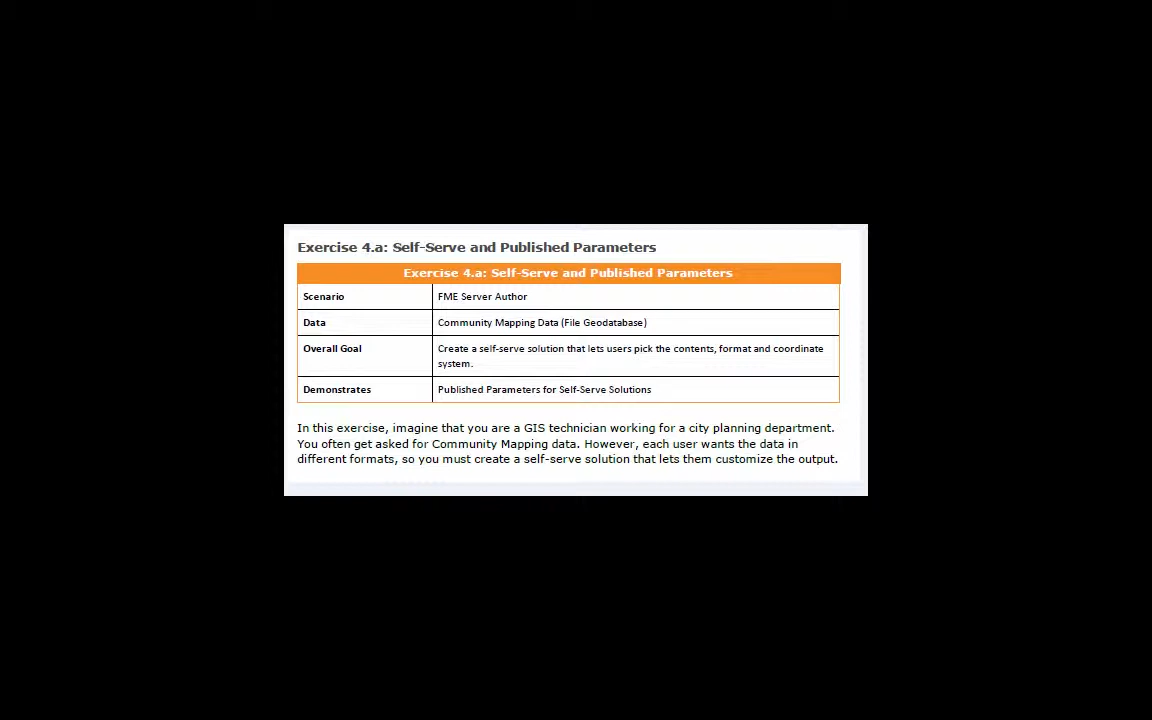 Exercise 4.a: Self-Serve and Published Parameters
Exercise 4.a: Self-Serve and Published Parameters
Scenario FME Server Author
Data Community Mapping Data (File Geodatabase)
Overall Goal Create a self-serve solution that lets users pick the contents, format and coordinate
system.
Demonstrates Published Parameters for Self-Serve Solutions
In this exercise, imagine that you are a GIS technician working for a city planning department.
You often get asked for Community Mapping data. However, each user wants the data in
different formats, so you must create a self-serve solution that lets them customize the output.